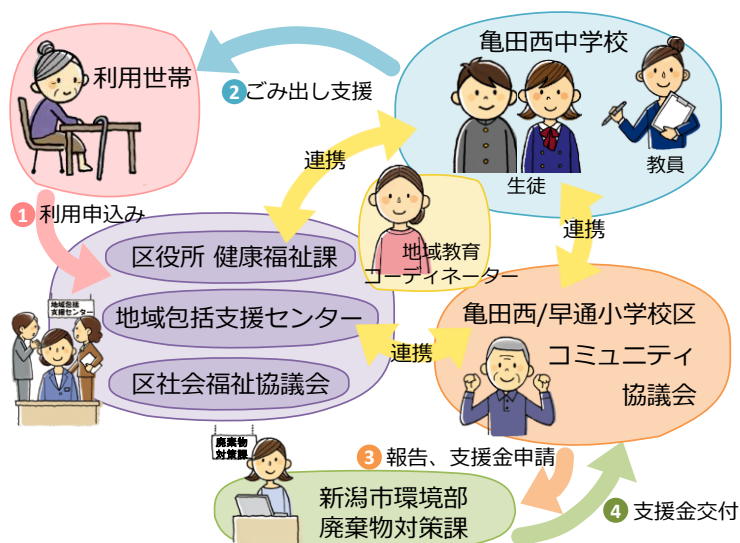 亀田西中学校
利用世帯
❷ごみ出し支援
教員
生徒
連携
❶利用申込み
連携
地域教育
コーディネーター
区役所 健康福祉課
地域包括
支援センター
地域包括支援センター
亀田西/早通小学校区
コミュニティ
協議会
連携
区社会福祉協議会
廃棄物
対策課
❸報告、支援金申請
新潟市環境部
廃棄物対策課
❹支援金交付